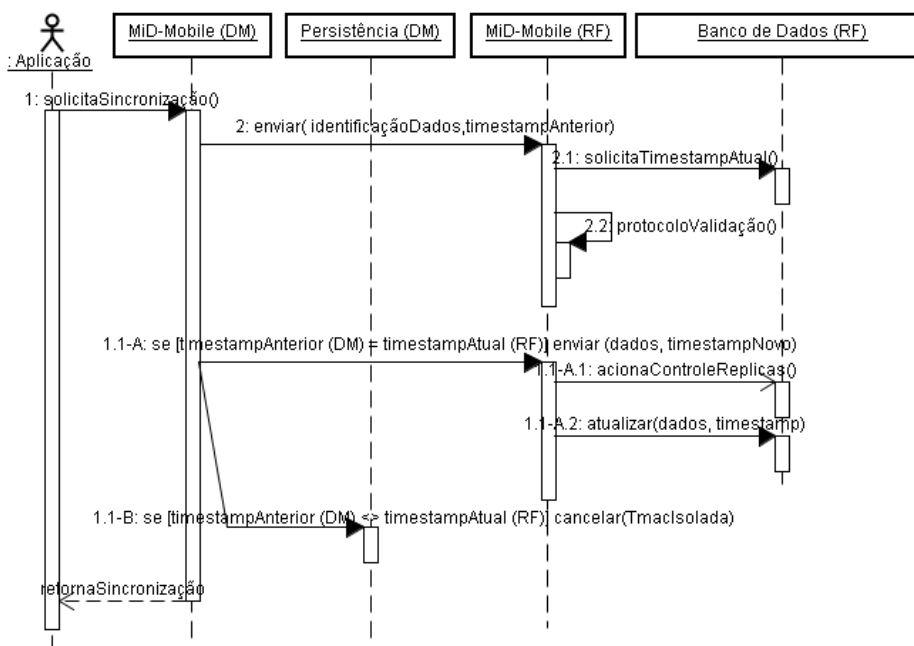 MiD-Mobile (DM)
Persistência (DM)
MiD-Mobile (RF)
Banco de Dados (RF)
: Aplicação
1: solicitaSincronização()
2: enviar( identificaçãoDados,timestampAnterior)
2.1: solicitaTimestampAtual()
2.2: protocoloValidação()
1.1-A: se [timestampAnterior (DM) = timestampAtual (RF)] enviar (dados, timestampNovo)
1.1-A.1: acionaControleReplicas()
1.1-A.2: atualizar(dados, timestamp)
1.1-B: se [timestampAnterior (DM) <> timestampAtual (RF)] cancelar(TmacIsolada)
retornaSincronização